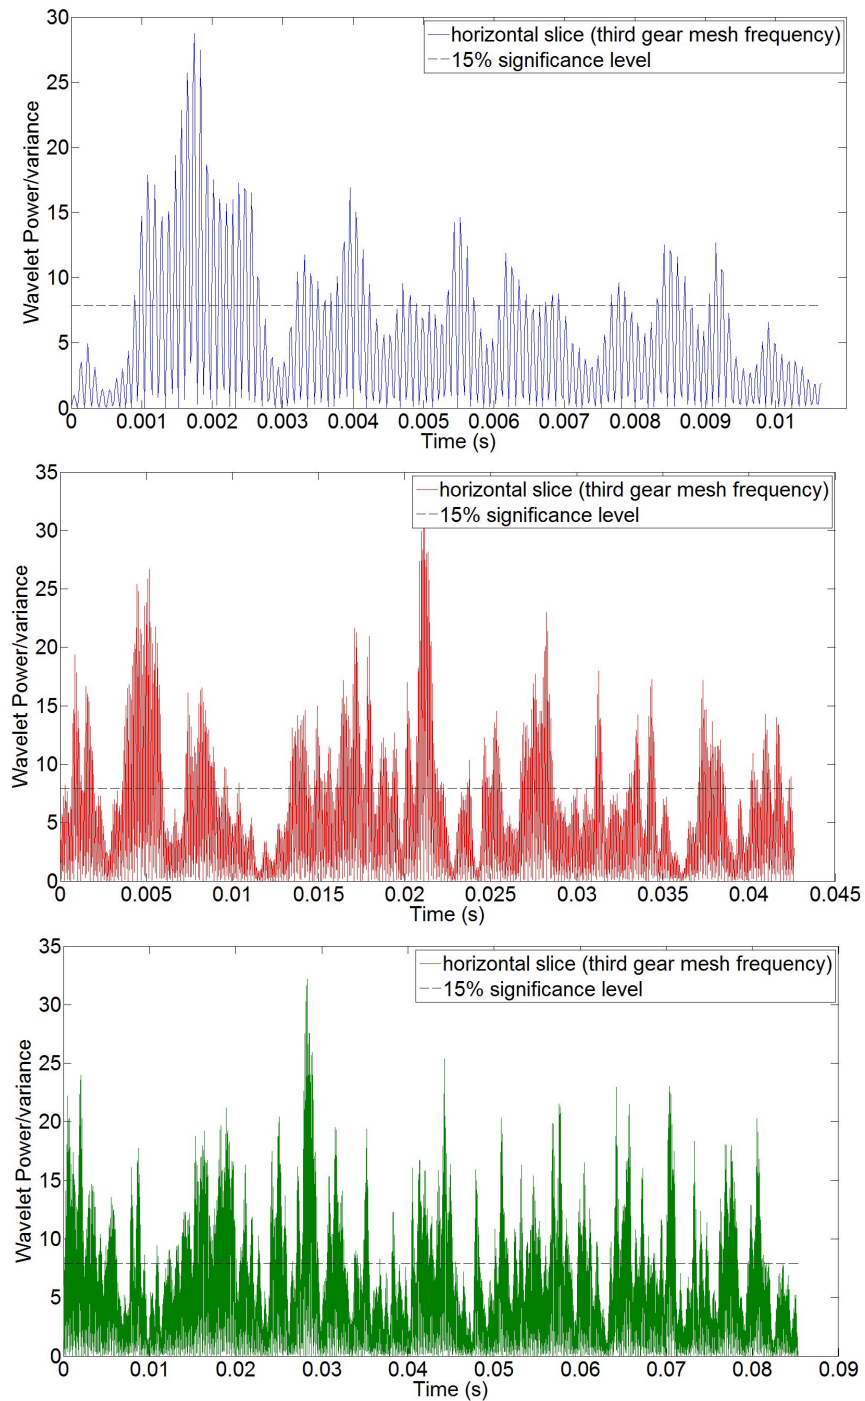 30
25
20
15
10
5
0
Wavelet Power/variance
horizontal slice (third gear mesh frequency)
15% significance level
0 0.001 0.002 0.003 0.004 0.005 0.006 0.007 0.008 0.009 0.01
Time (s)
35
30
25
20
15
10
5
0
Wavelet Power/variance
horizontal slice (third gear mesh frequency)
15% significance level
0 0.005 0.01 0.015 0.02 0.025 0.03 0.035 0.04 0.045
Time (s)
35
30
25
20
15
10
5
0
Wavelet Power/variance
horizontal slice (third gear mesh frequency)
15% significance level
0 0.01 0.02 0.03 0.04 0.05 0.06 0.07 0.08 0.09
Time (s)